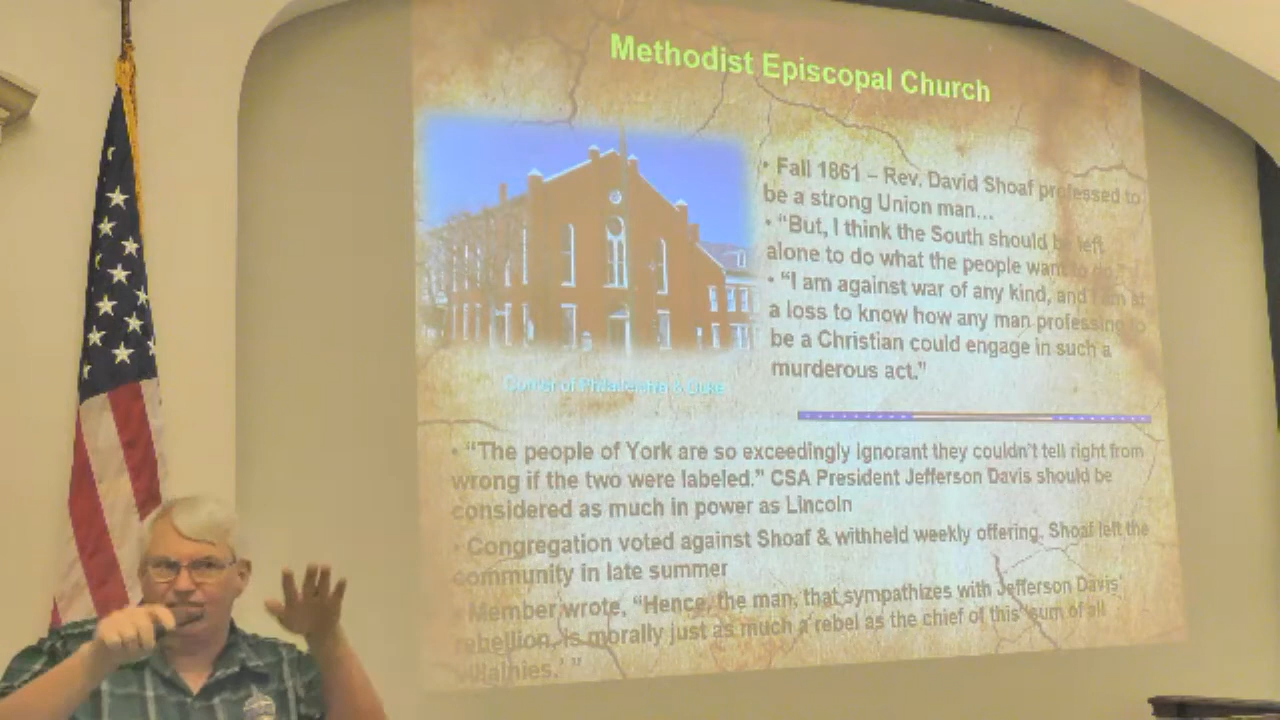 Methodist Episcopal Church
• Fall 1861 – Rev. David Shoaf professed to
be a strong Union man...
• “But, I think the South should be left
alone to do what the people want to do.”
• “I am against war of any kind, and I am at
a loss to know how any man professing to
be a Christian could engage in such a
murderous act.”
Corner of Philadelphia & Duke
• “The people of York are so exceedingly ignorant they couldn’t tell right from
wrong if the two were labeled.” CSA President Jefferson Davis should be
considered as much in power as Lincoln
• Congregation voted against Shoaf & withheld weekly offering. Shoaf left the
community in late summer
• Member wrote, “Hence, the man, that sympathizes with Jefferson Davis’
rebellion, is morally just as much a rebel as the chief of this ‘sum of all
villainies.’ ”